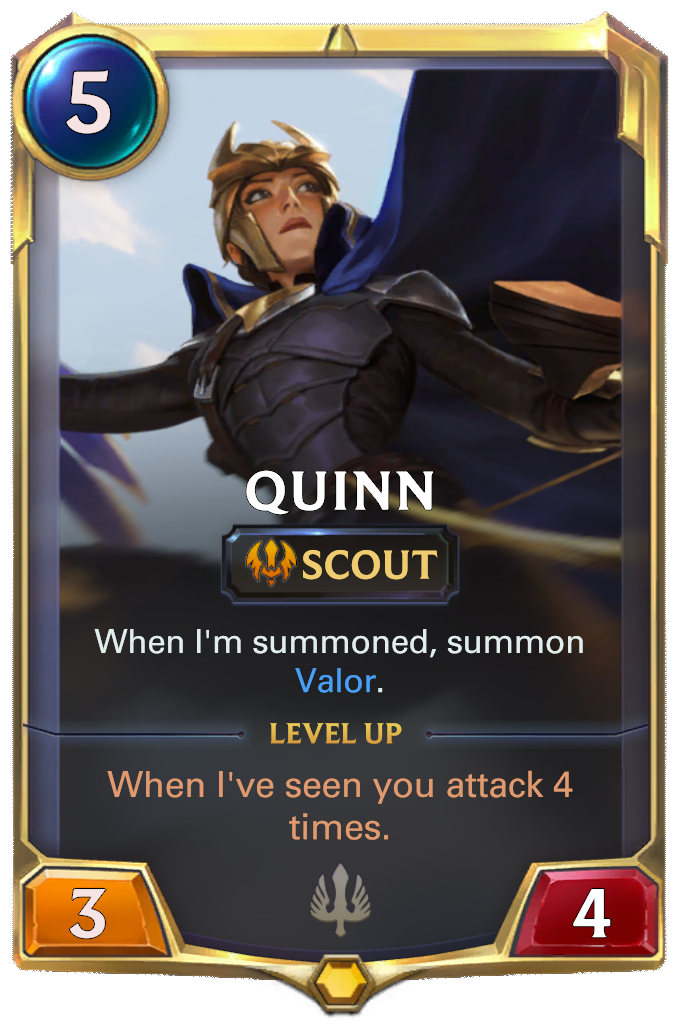 5
QUINN
SCOUT
When I'm summoned, summon
Valor.
LEVEL UP
When I've seen you attack 4
times.
3
4